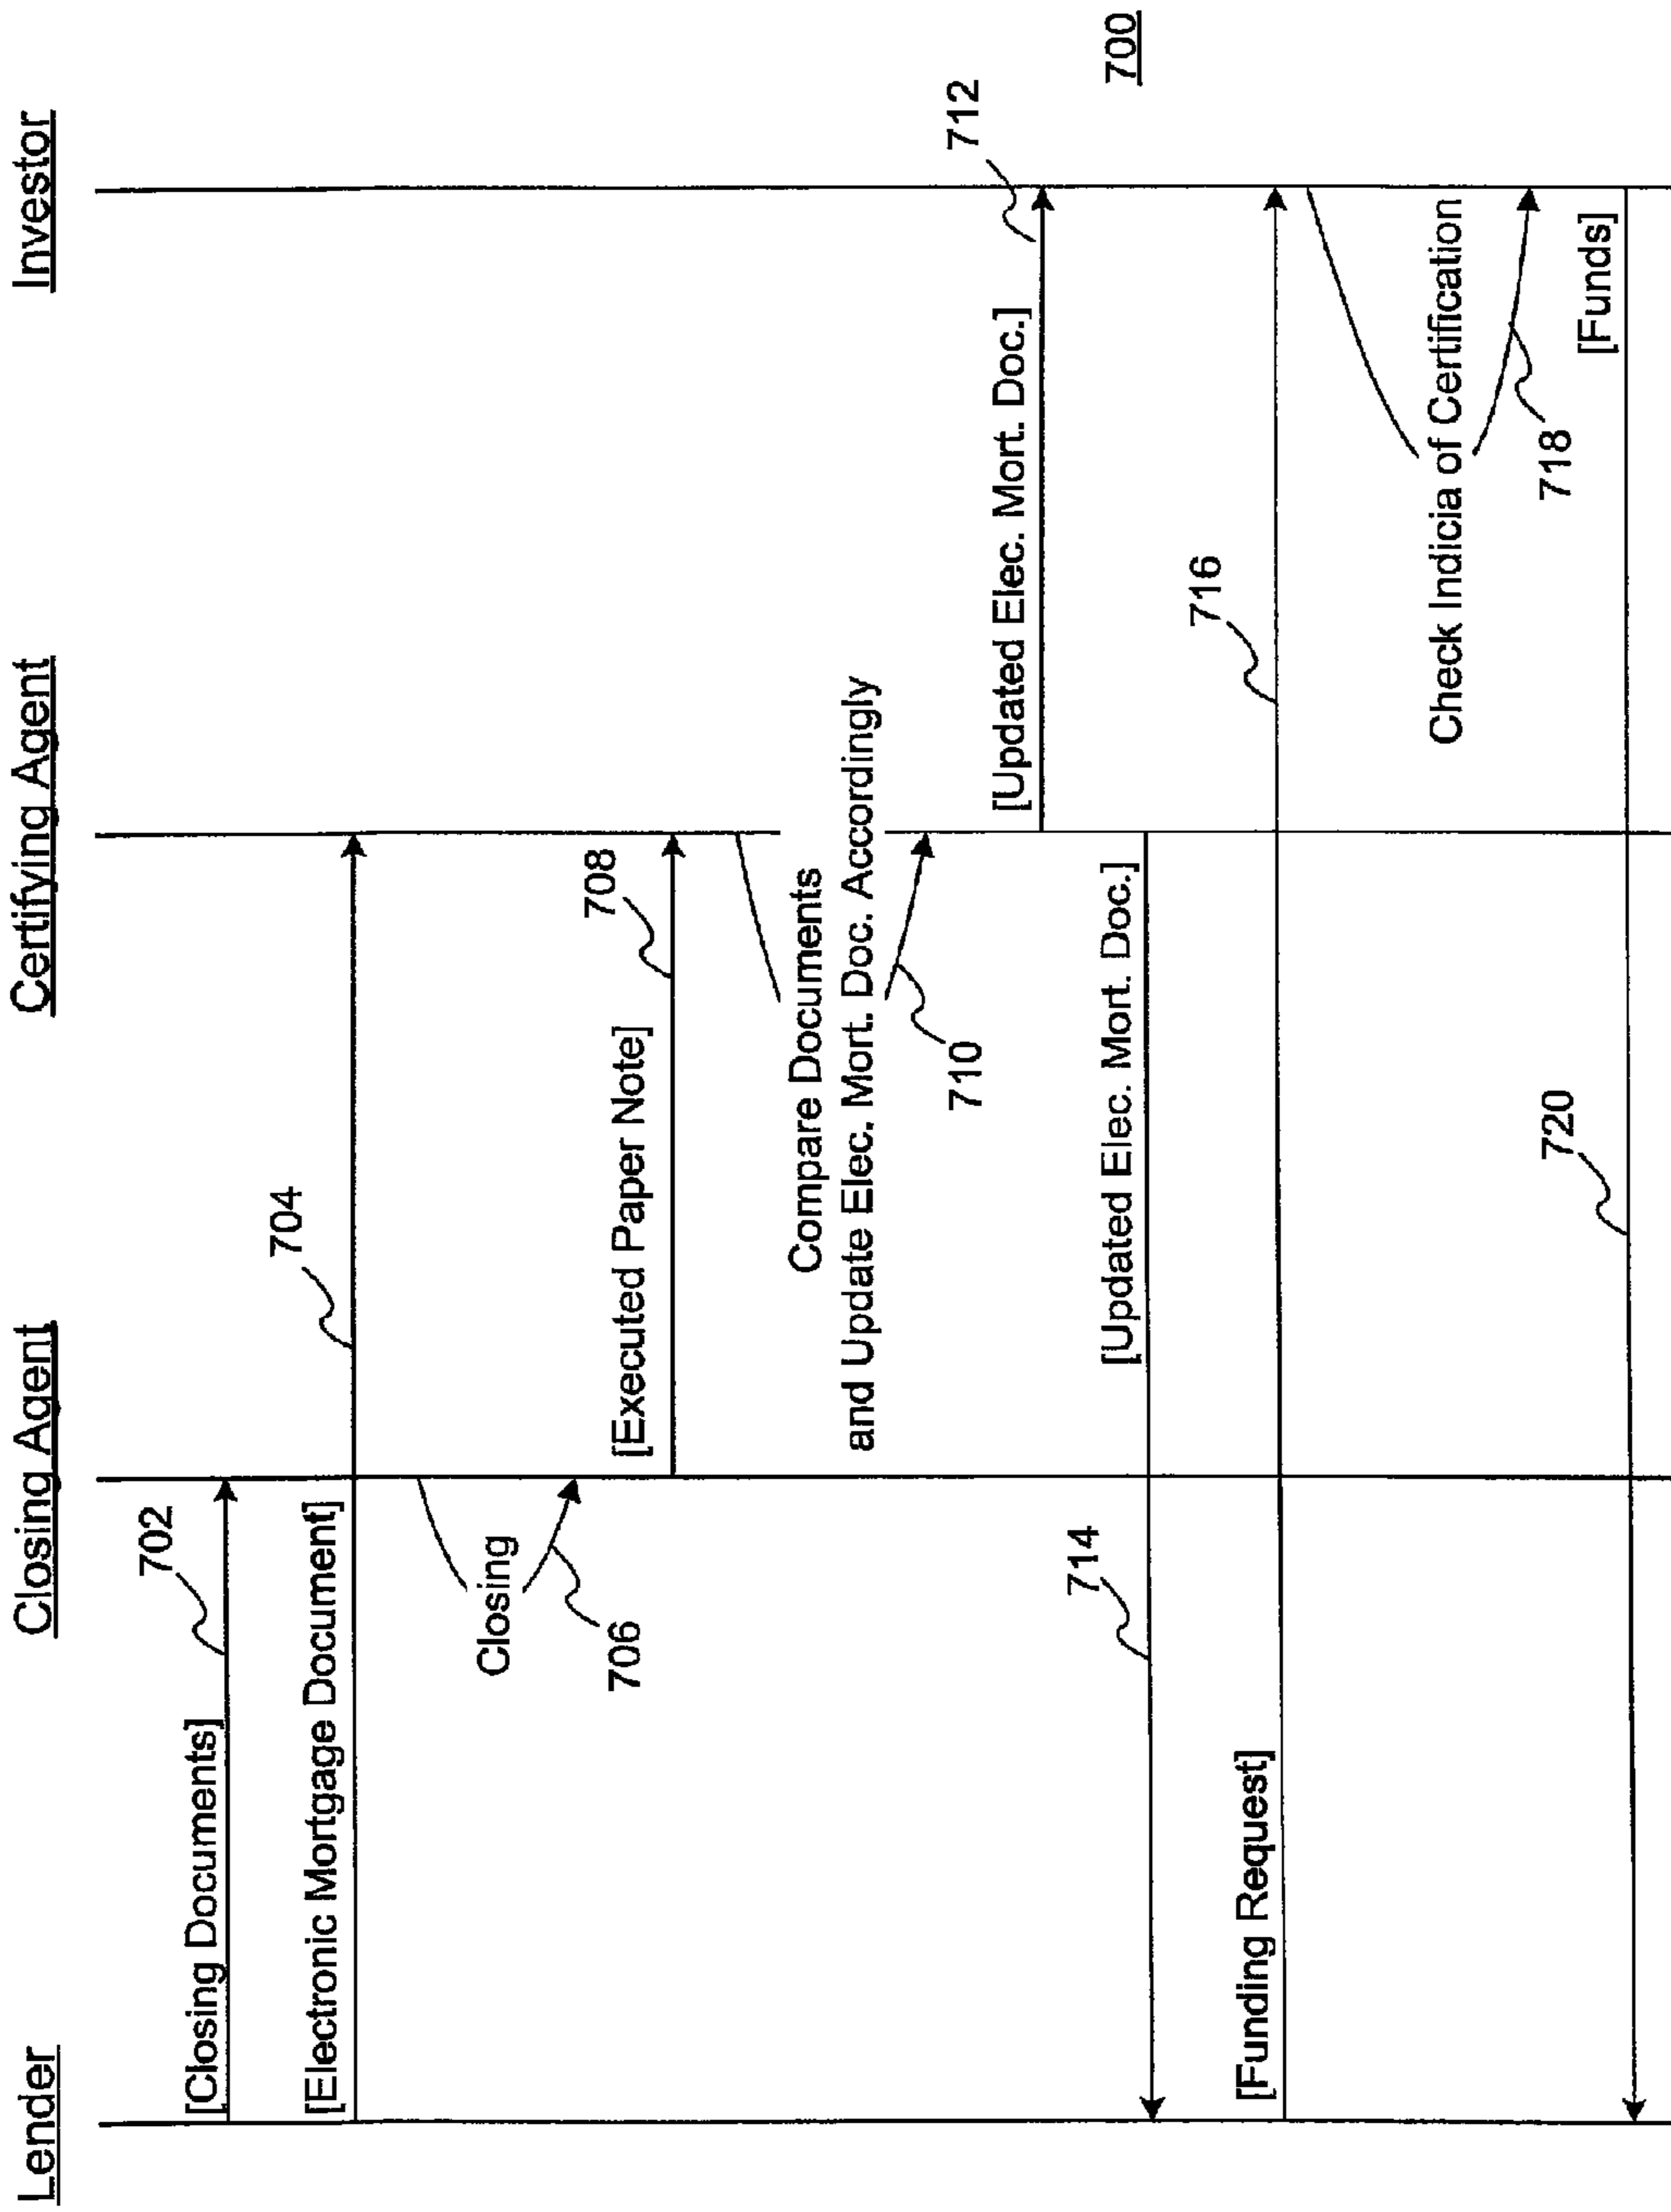 Lender
Closing Agent
Certifying Agent
Investor
702
[Closing Documents]
704
[Electronic Mortgage Document]
Closing
706
708
[Executed Paper Note]
Compare Documents
and Update Elec. Mort. Doc. Accordingly
710
712
[Updated Elec. Mort. Doc.]
700
714
[Updated Elec. Mort. Doc.]
716
[Funding Request]
Check Indicia of Certification
718
720
[Funds]